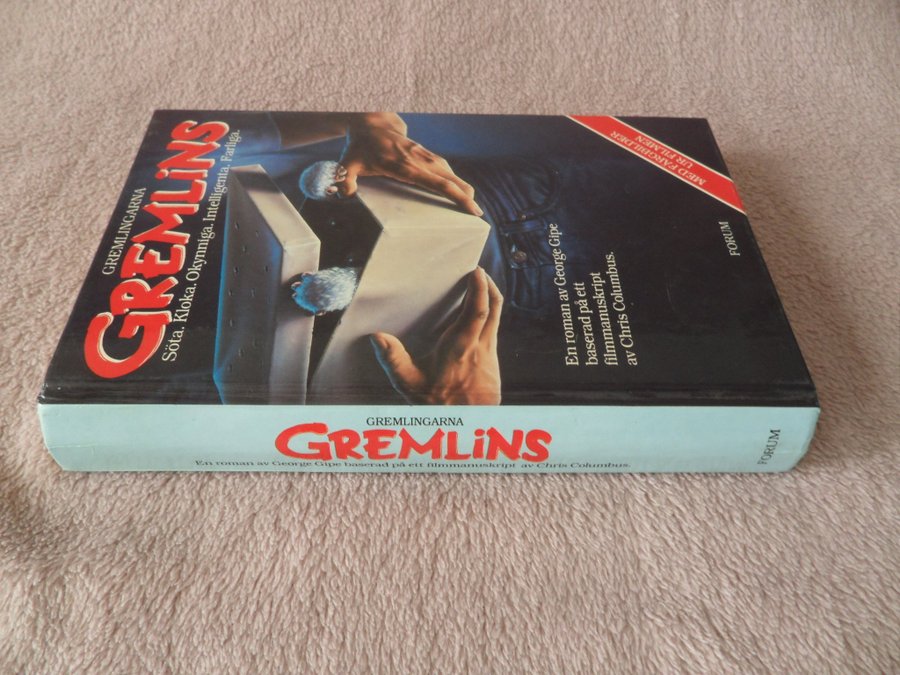 GREMLINGARNA
GREMLiNS
Söta. Kloka. Okynniga. Intelligenta. Farliga.
MED FÄRGBILDER
UR FILMEN
En roman av George Gipe
baserad på ett
filmmanuskript
av Chris Columbus.
FORUM
GREMLINGARNA
GREMLiNS
En roman av George Gipe baserad på ett filmmanuskript av Chris Columbus.
FORUM